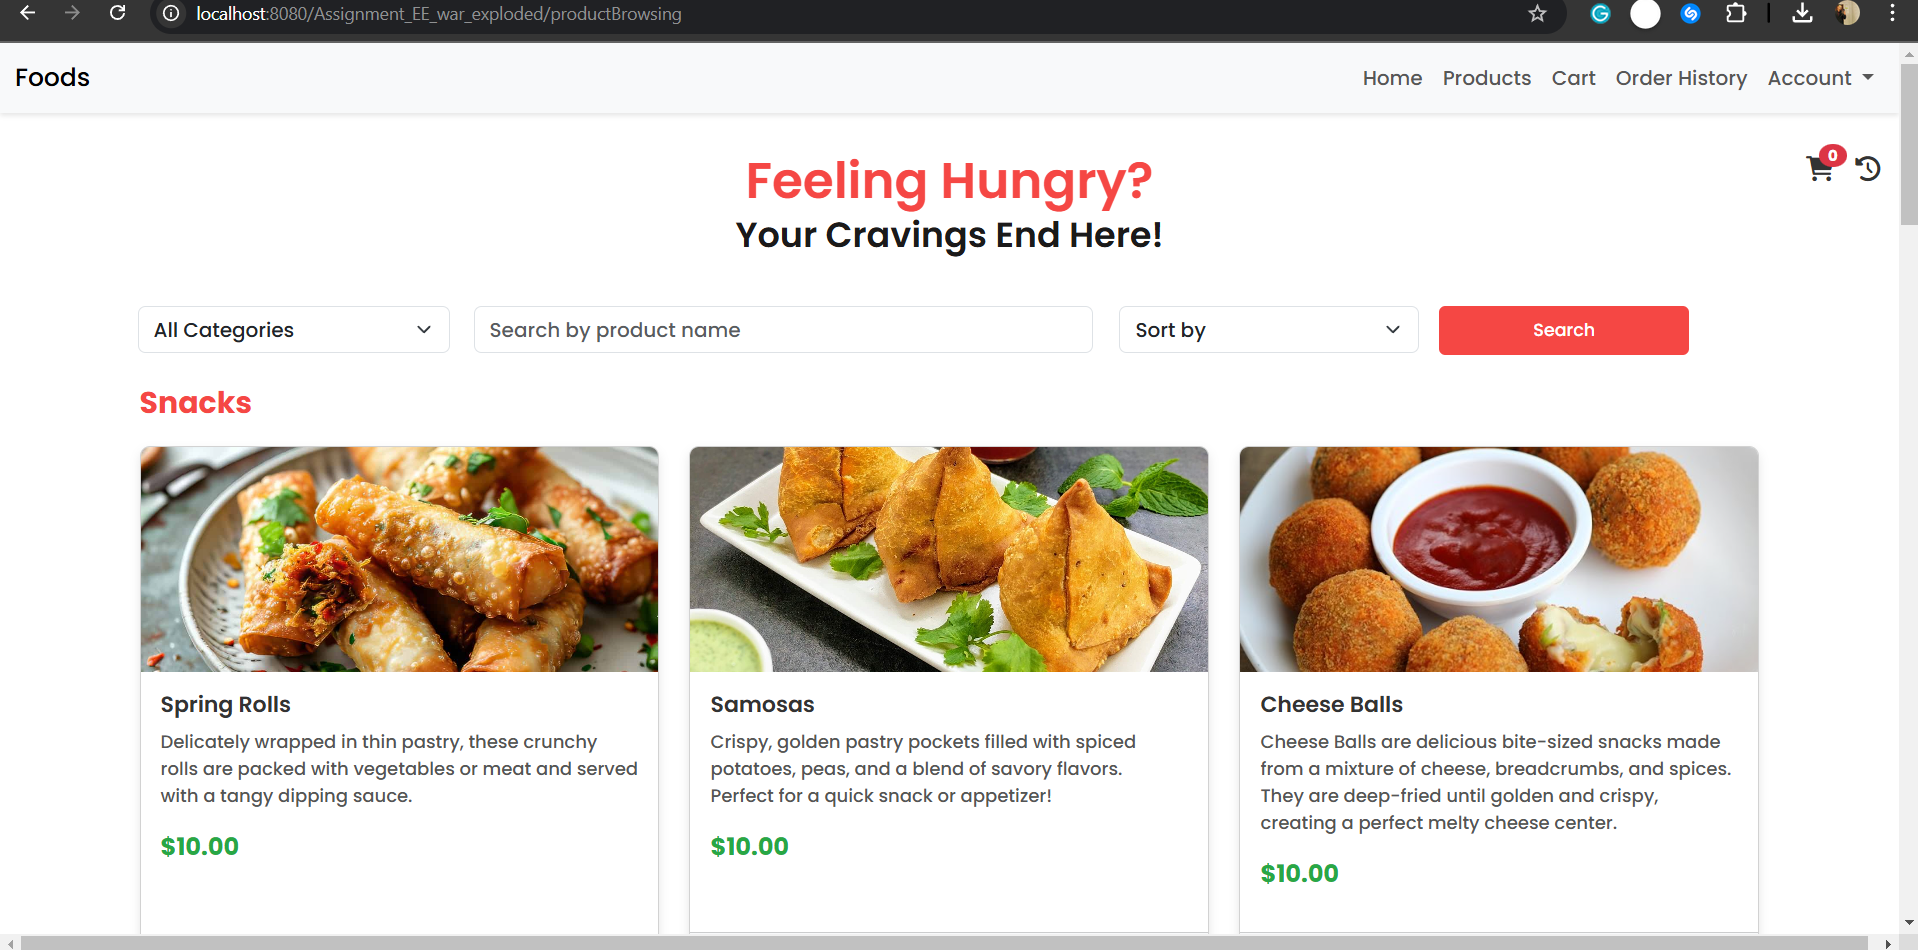 localhost:8080/Assignment_EE_war_exploded/productBrowsing
Foods
Home Products Cart Order History Account
0
Feeling Hungry?
Your Cravings End Here!
All Categories Search by product name Sort by Search
Snacks
Spring Rolls
Delicately wrapped in thin pastry, these crunchy
rolls are packed with vegetables or meat and served
with a tangy dipping sauce.
$10.00
Samosas
Crispy, golden pastry pockets filled with spiced
potatoes, peas, and a blend of savory flavors.
Perfect for a quick snack or appetizer!
$10.00
Cheese Balls
Cheese Balls are delicious bite-sized snacks made
from a mixture of cheese, breadcrumbs, and spices.
They are deep-fried until golden and crispy,
creating a perfect melty cheese center.
$10.00